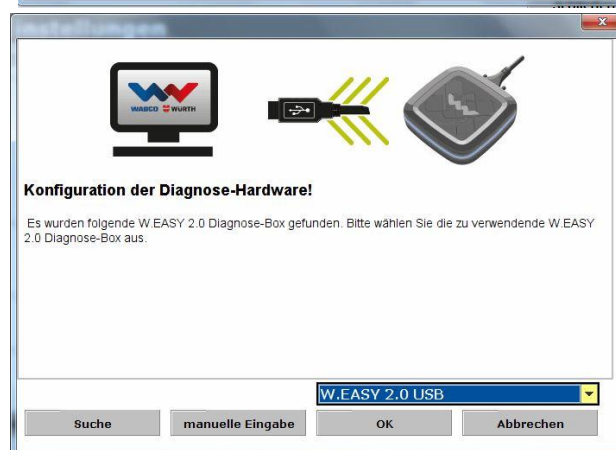 instellungen
WABCO WÜRTH
Konfiguration der Diagnose-Hardware!
Es wurden folgende W.EASY 2.0 Diagnose-Box gefunden. Bitte wählen Sie die zu verwendende W.EASY
2.0 Diagnose-Box aus.
W.EASY 2.0 USB
Suche
manuelle Eingabe
OK
Abbrechen